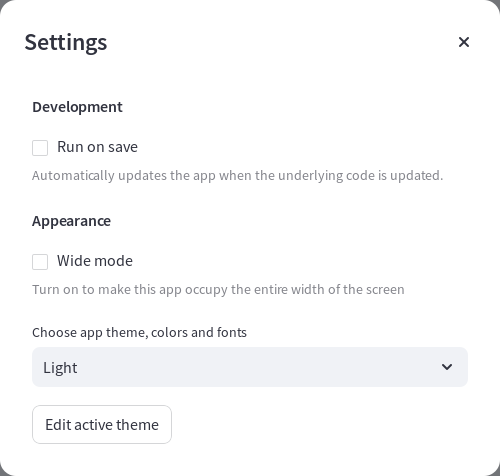 Settings
Development
Run on save
Automatically updates the app when the underlying code is updated.
Appearance
Wide mode
Turn on to make this app occupy the entire width of the screen
Choose app theme, colors and fonts
Light
Edit active theme